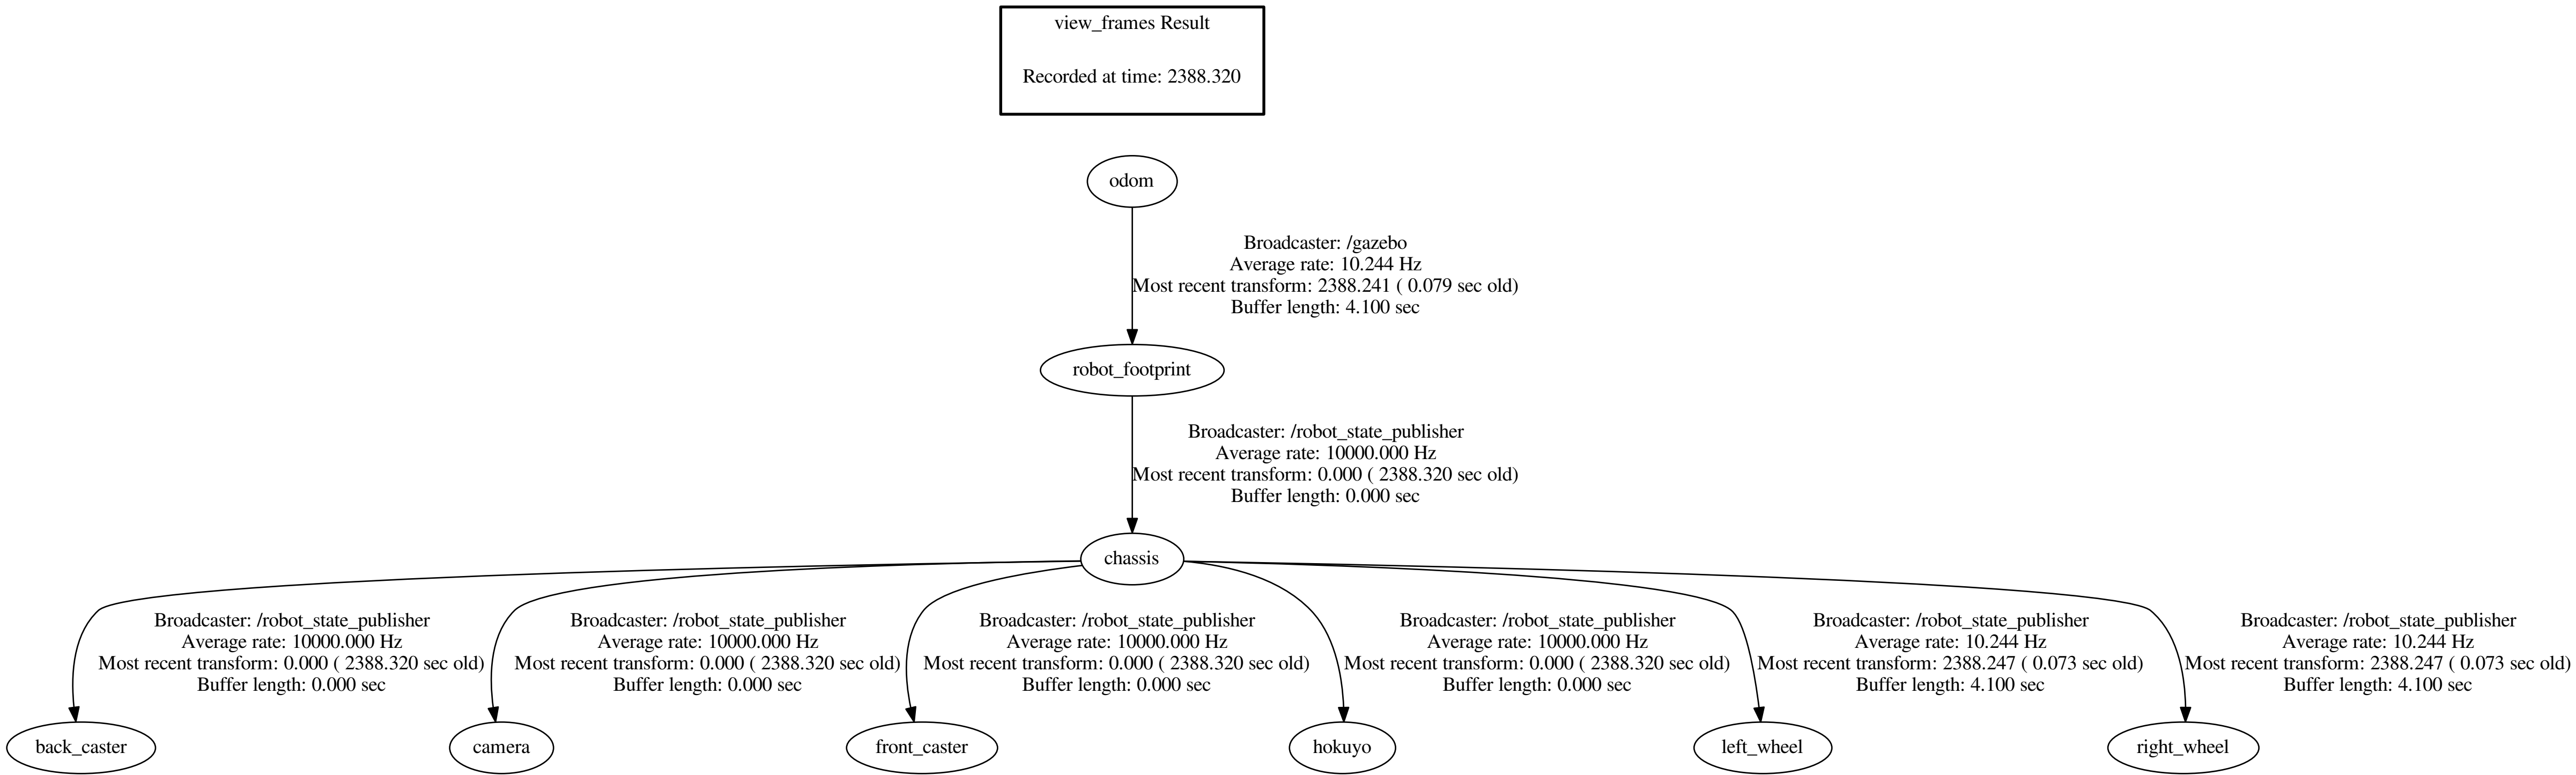 view_frames Result
Recorded at time: 2388.320
odom
Broadcaster: /gazebo
Average rate: 10.244 Hz
Most recent transform: 2388.241 ( 0.079 sec old)
Buffer length: 4.100 sec
robot_footprint
Broadcaster: /robot_state_publisher
Average rate: 10000.000 Hz
Most recent transform: 0.000 ( 2388.320 sec old)
Buffer length: 0.000 sec
chassis
Broadcaster: /robot_state_publisher
Average rate: 10000.000 Hz
Most recent transform: 0.000 ( 2388.320 sec old)
Buffer length: 0.000 sec
Broadcaster: /robot_state_publisher
Average rate: 10000.000 Hz
Most recent transform: 0.000 ( 2388.320 sec old)
Buffer length: 0.000 sec
Broadcaster: /robot_state_publisher
Average rate: 10000.000 Hz
Most recent transform: 0.000 ( 2388.320 sec old)
Buffer length: 0.000 sec
Broadcaster: /robot_state_publisher
Average rate: 10000.000 Hz
Most recent transform: 0.000 ( 2388.320 sec old)
Buffer length: 0.000 sec
Broadcaster: /robot_state_publisher
Average rate: 10.244 Hz
Most recent transform: 2388.247 ( 0.073 sec old)
Buffer length: 4.100 sec
Broadcaster: /robot_state_publisher
Average rate: 10.244 Hz
Most recent transform: 2388.247 ( 0.073 sec old)
Buffer length: 4.100 sec
back_caster
camera
front_caster
hokuyo
left_wheel
right_wheel